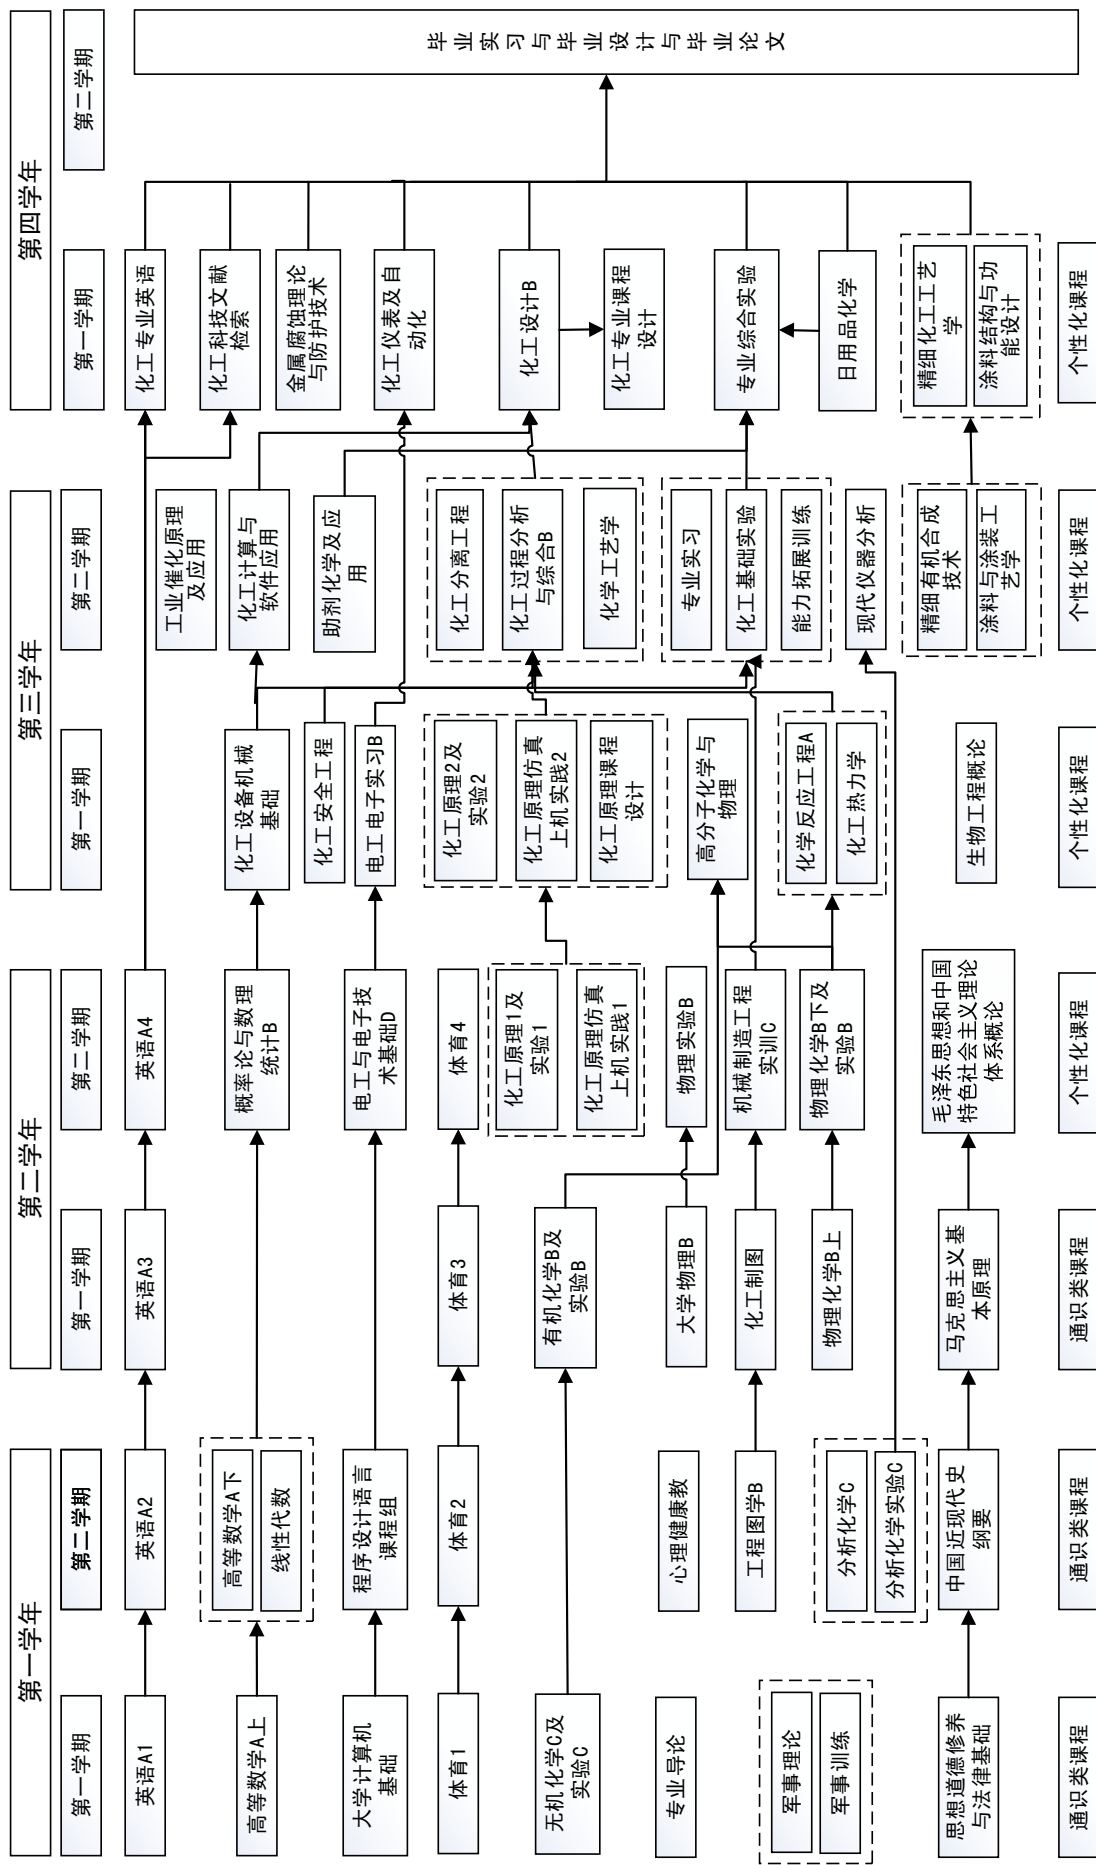 第一学年
第二学年
第三学年
第四学年
第一学期
第二学期
第一学期
第二学期
第一学期
第二学期
第一学期
第二学期
英语A1
英语A2
英语A3
英语A4
化工专业英语
毕业实习与毕业设计与毕业论文
高等数学A上
高等数学A下
线性代数
概率论与数理
统计B
化工设备机械
基础
工业催化原理
及应用
化工计算与
软件应用
化工科技文献
检索
金属腐蚀理论
与防护技术
大学计算机
基础
程序设计语言
课程组
电工与电子技
术基础D
化工安全工程
电工电子实习B
助剂化学及应
用
化工仪表及自
动化
体育1
体育2
体育3
体育4
化工原理1及
实验1
化工原理仿真
上机实践1
化工原理2及
实验2
化工原理仿真
上机实践2
化工原理课程
设计
化工分离工程
化工过程分析
与综合B
化学工艺学
化工设计B
化工专业课程
设计
无机化学C及
实验C
有机化学B及
实验B
专业导论
心理健康教
大学物理B
物理实验B
高分子化学与
物理
专业实习
化工基础实验
能力拓展训练
专业综合实验
工程图学B
化工制图
机械制造工程
实训C
军事理论
军事训练
分析化学C
分析化学实验C
物理化学B上
物理化学B下及
实验B
化学反应工程A
化工热力学
现代仪器分析
日用品化学
思想道德修养
与法律基础
中国近现代史
纲要
马克思主义基
本原理
毛泽东思想和中国
特色社会主义理论
体系概论
生物工程概论
精细有机合成
技术
涂料与涂装工
艺学
精细化工工艺
学
涂料结构与功
能设计
通识类课程
通识类课程
通识类课程
个性化课程
个性化课程
个性化课程
个性化课程